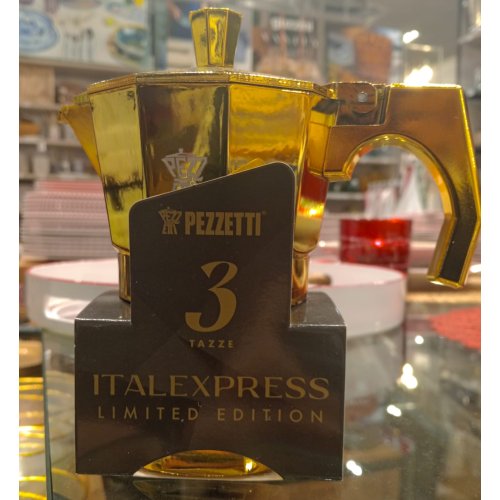 PEZZETTI
3
TAZZE
ITALEXPRESS
LIMITED EDITION